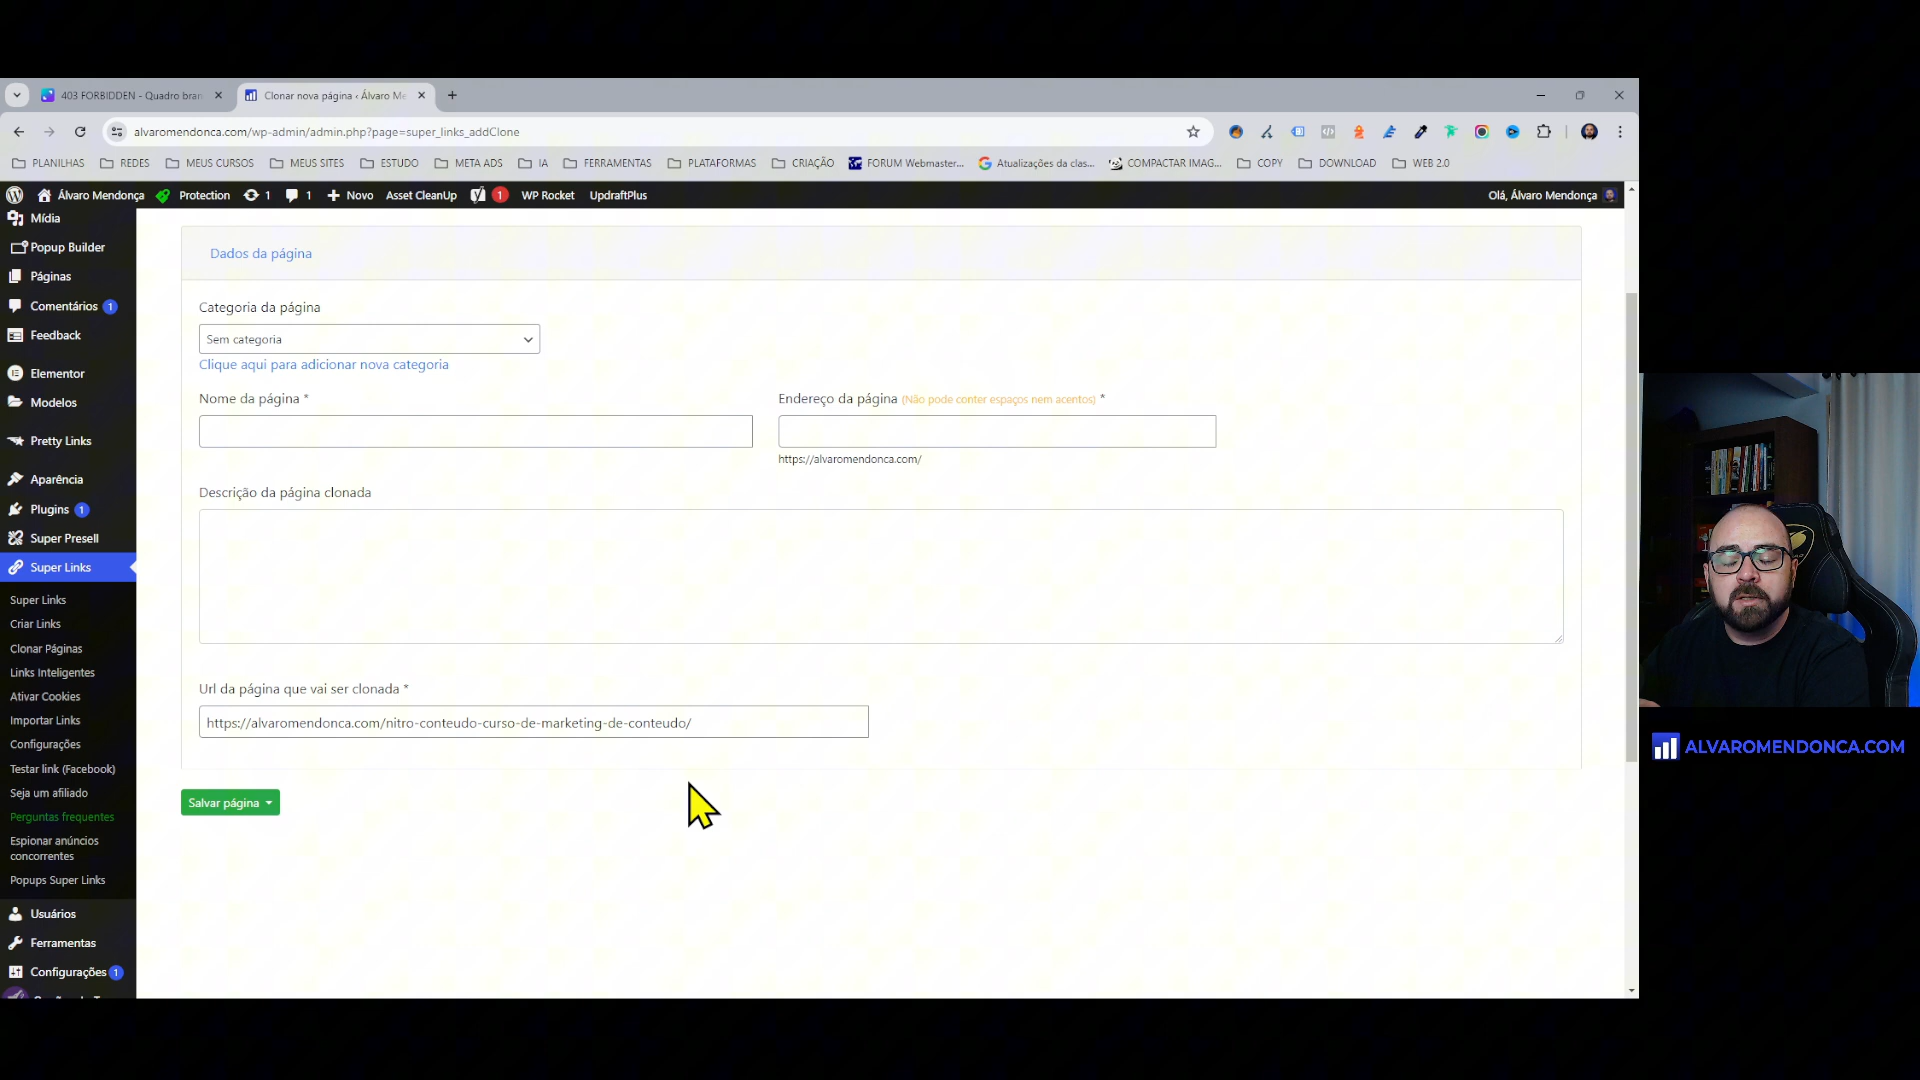 403 FORBIDDEN - Quadro bran
Clonar nova página ‹ Álvaro Me
alvaromendonca.com/wp-admin/admin.php?page=super_links_addClone
PLANILHAS
REDES
MEUS CURSOS
MEUS SITES
ESTUDO
META ADS
IA
FERRAMENTAS
PLATAFORMAS
CRIAÇÃO
FORUM Webmaster...
Atualizações da clas...
COMPACTAR IMAG...
COPY
DOWNLOAD
WEB 2.0
Álvaro Mendonça
Protection
1
1
Novo
Asset CleanUp
1
WP Rocket
UpdraftPlus
Olá, Álvaro Mendonça
Mídia
Popup Builder
Páginas
Comentários 1
Feedback
Elementor
Modelos
Pretty Links
Aparência
Plugins 1
Super Presell
Super Links
Super Links
Criar Links
Clonar Páginas
Links Inteligentes
Ativar Cookies
Importar Links
Configurações
Testar link (Facebook)
Seja um afiliado
Perguntas frequentes
Espionar anúncios
concorrentes
Popups Super Links
Usuários
Ferramentas
Configurações 1
Dados da página
Categoria da página
Sem categoria
Clique aqui para adicionar nova categoria
Nome da página *
Endereço da página (Não pode conter espaços nem acentos) *
https://alvaromendonca.com/
Descrição da página clonada
Url da página que vai ser clonada *
https://alvaromendonca.com/nitro-conteudo-curso-de-marketing-de-conteudo/
Salvar página
ALVAROMENDONCA.COM